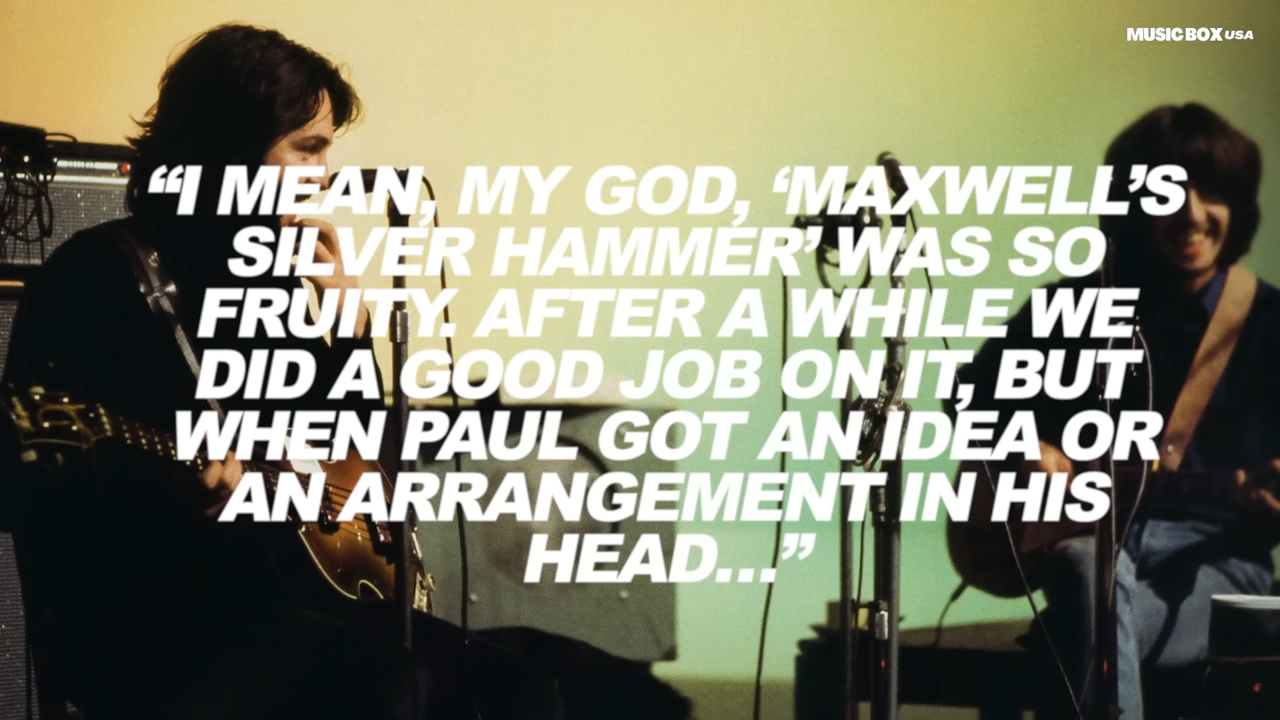 MUSIC BOX USA
“I MEAN, MY GOD, ‘MAXWELL’S
SILVER HAMMER’ WAS SO
FRUITY. AFTER A WHILE WE
DID A GOOD JOB ON IT, BUT
WHEN PAUL GOT AN IDEA OR
AN ARRANGEMENT IN HIS
HEAD...”